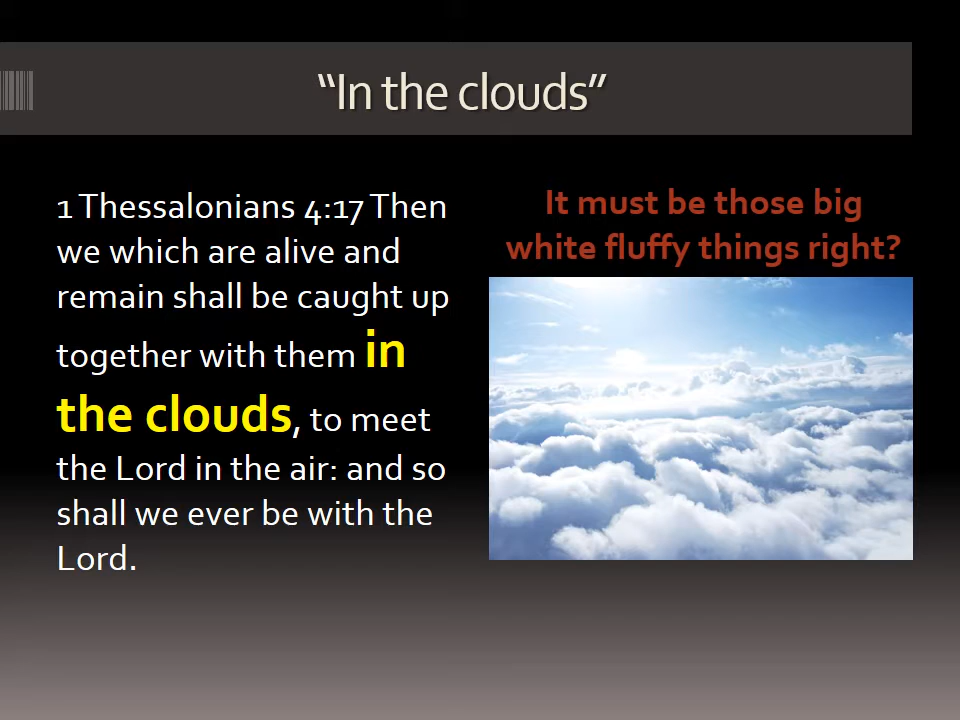 “In the clouds”
1 Thessalonians 4:17 Then
we which are alive and
remain shall be caught up
together with them in
the clouds, to meet
the Lord in the air: and so
shall we ever be with the
Lord.
It must be those big
white fluffy things right?